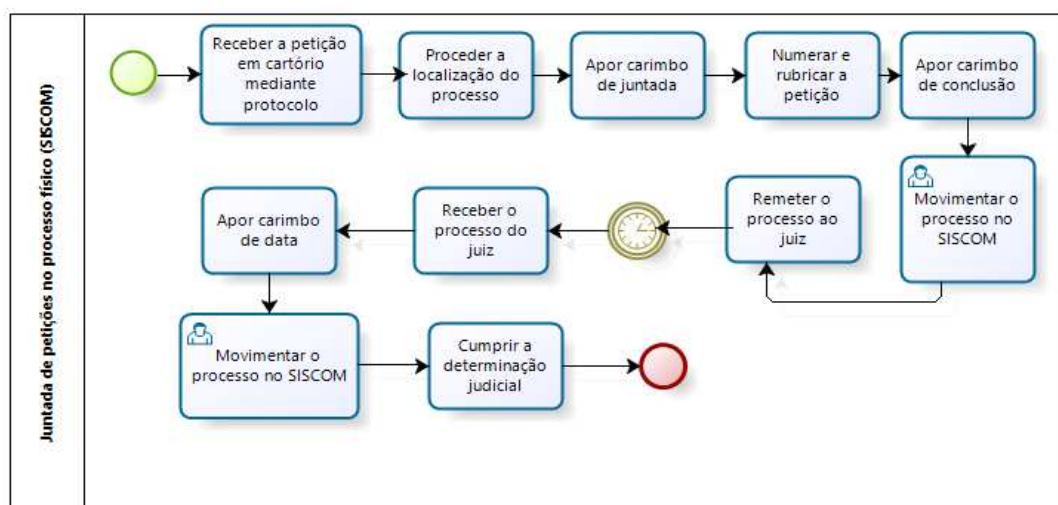 Juntada de petições no processo físico (SISCOM)
Receber a petição
em cartório
mediante
protocolo
Proceder a
localização do
processo
Apor carimbo
de juntada
Numerar e
rubricar a
petição
Apor carimbo
de conclusão
Movimentar o
processo no
SISCOM
Remeter o
processo ao
juiz
Receber o
processo do
juiz
Apor carimbo
de data
Movimentar o
processo no SISCOM
Cumprir a
determinação
judicial